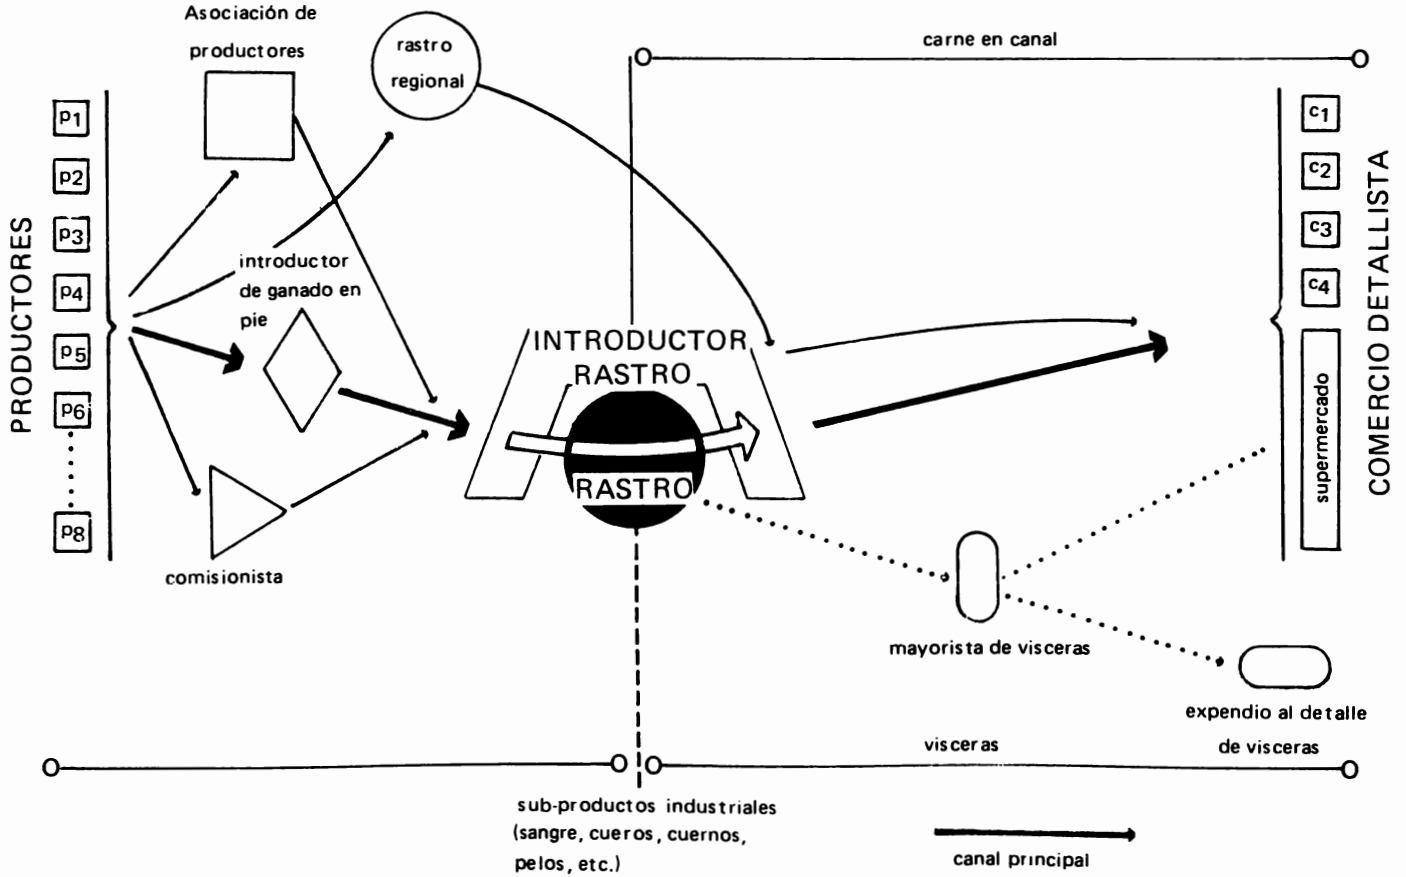 Asociación de
productores
rastro
regional
carne en canal
PRODUCTORES
p1
p2
p3
p4
p5
p6
p8
introductor
de ganado en
pie
comisionista
INTRODUCTOR
RASTRO
RASTRO
c1
c2
c3
c4
supermercado
COMERCIO DETALLISTA
mayorista de visceras
expendio al detalle
de visceras
visceras
sub-productos industriales
(sangre, cueros, cuernos,
pelos, etc.)
canal principal